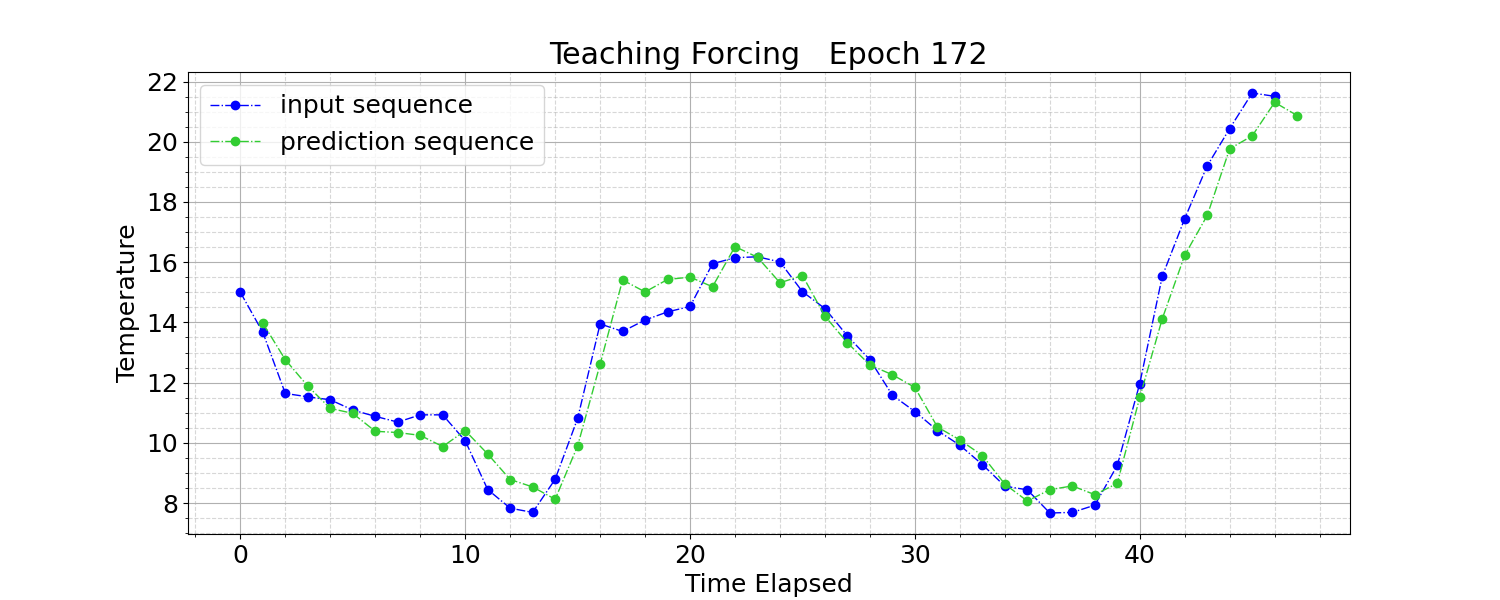 Teaching Forcing   Epoch 172
input sequence
prediction sequence
22
20
18
16
14
12
10
8
Temperature
0 10 20 30 40
Time Elapsed